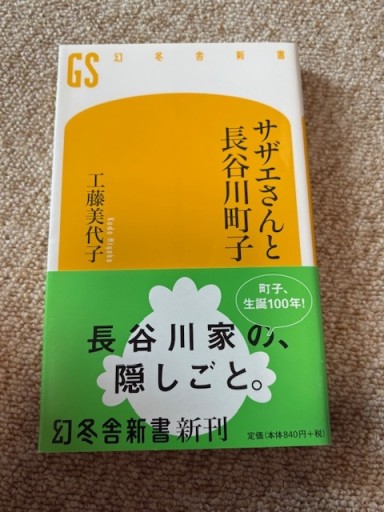 GS 幻冬舎新書
サザエさんと
長谷川町子
工藤美代子
Kudo Miyoko
町子、
生誕100年!
長谷川家の、
隠しごと。
幻冬舎新書 新刊
定価(本体840円+税)